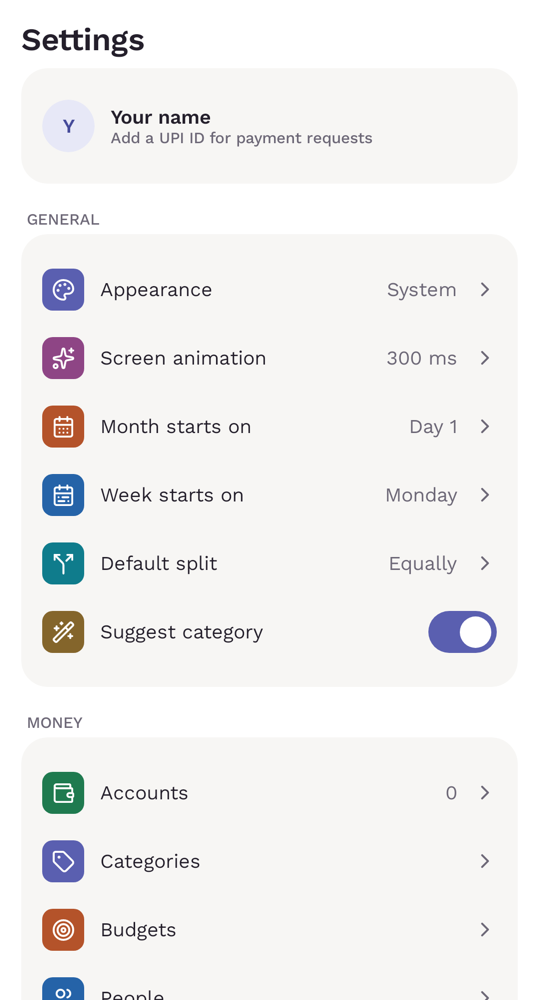 Settings
Y
Your name
Add a UPI ID for payment requests
GENERAL
Appearance System
Screen animation 300 ms
Month starts on Day 1
Week starts on Monday
Default split Equally
Suggest category
MONEY
Accounts 0
Categories
Budgets
People